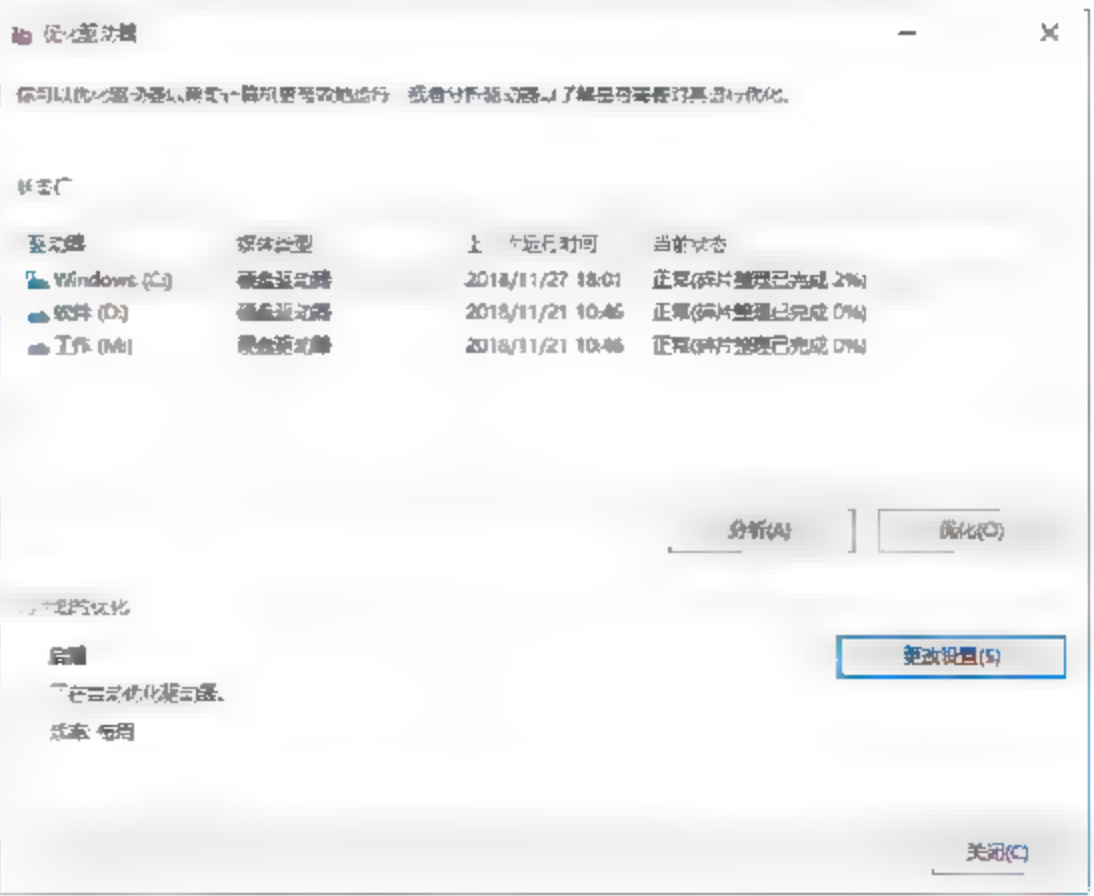 优化驱动器
你可以优化驱动器以帮助计算机更高效地运行,或者分析驱动器以了解是否需要对其进行优化。
状态(T)
驱动器 媒体类型 上一次运行时间 当前状态
Windows (C:) 硬盘驱动器 2018/11/27 18:01 正常(碎片整理已完成 2%)
软件 (D:) 硬盘驱动器 2018/11/21 10:46 正常(碎片整理已完成 0%)
工作 (M:) 硬盘驱动器 2018/11/21 10:46 正常(碎片整理已完成 0%)
分析(A) 优化(O)
优化
启用 更改设置(S)
正在自动优化驱动器。
频率: 每周
关闭(C)